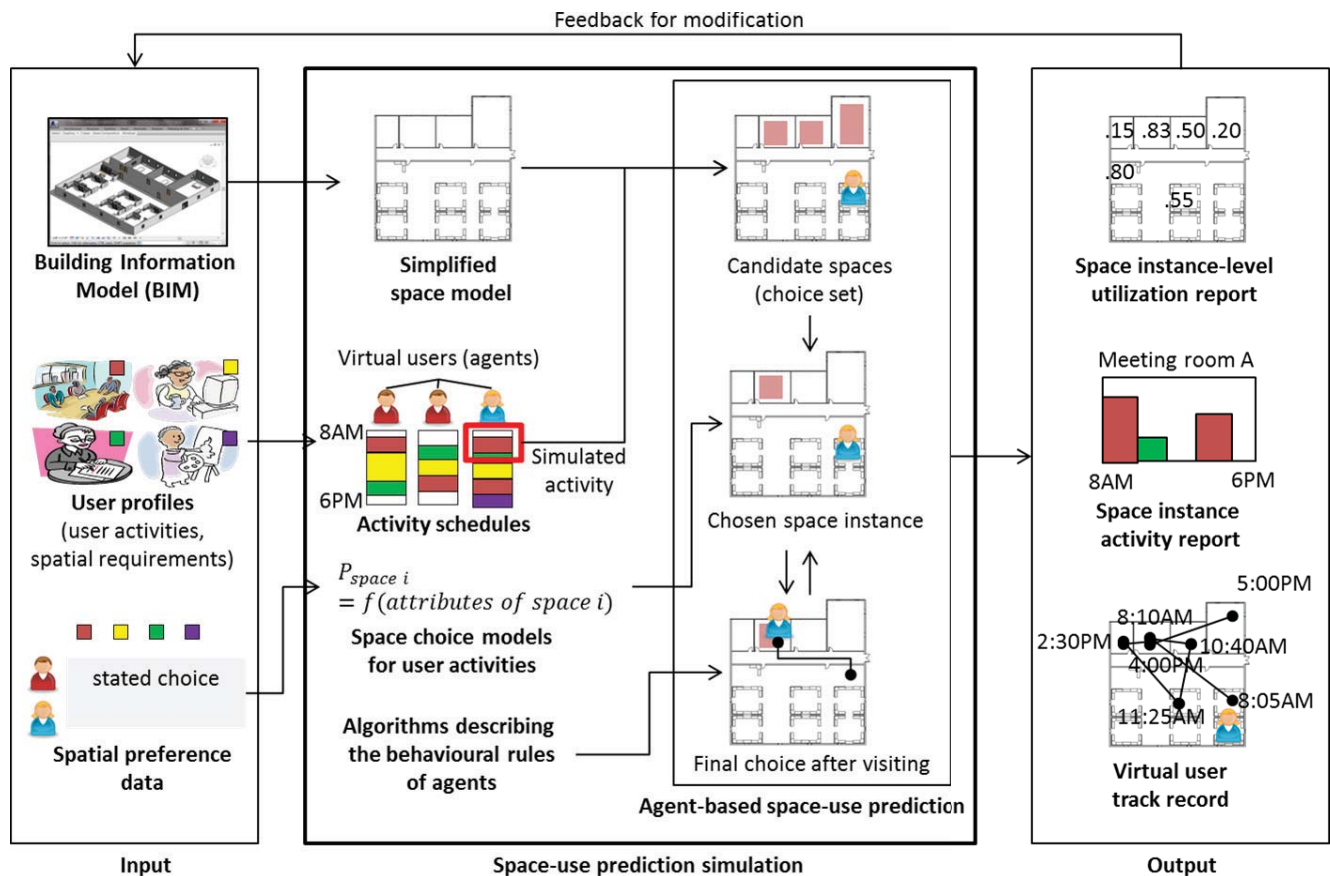 Feedback for modification
Building Information
Model (BIM)
User profiles
(user activities,
spatial requirements)
stated choice
Spatial preference
data
Input
Simplified
space model
Virtual users (agents)
8AM
6PM
Simulated
activity
Activity schedules
P_space i
= f(attributes of space i)
Space choice models
for user activities
Algorithms describing
the behavioural rules
of agents
Candidate spaces
(choice set)
Chosen space instance
Final choice after visiting
Agent-based space-use prediction
Space-use prediction simulation
.15 .83 .50 .20
.80
.55
Space instance-level
utilization report
Meeting room A
8AM 6PM
Space instance
activity report
5:00PM
8:10AM
2:30PM 10:40AM
4:00PM
8:05AM
11:25AM
Virtual user
track record
Output